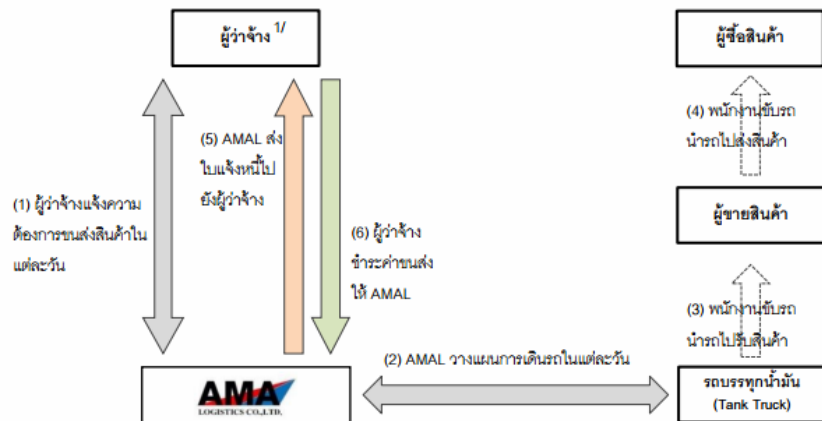 ผู้ว่าจ้าง 1/
ผู้ซื้อสินค้า
(4) พนักงานขับรถ
นำรถไปส่งสินค้า
(5) AMAL ส่ง
ใบแจ้งหนี้ไป
ยังผู้ว่าจ้าง
(1) ผู้ว่าจ้างแจ้งความ
ต้องการขนส่งสินค้าใน
แต่ละวัน
ผู้ขายสินค้า
(6) ผู้ว่าจ้าง
ชำระค่าขนส่ง
ให้ AMAL
(3) พนักงานขับรถ
นำรถไปรับสินค้า
(2) AMAL วางแผนการเดินรถในแต่ละวัน
AMA
LOGISTICS CO.,LTD.
รถบรรทุกน้ำมัน
(Tank Truck)